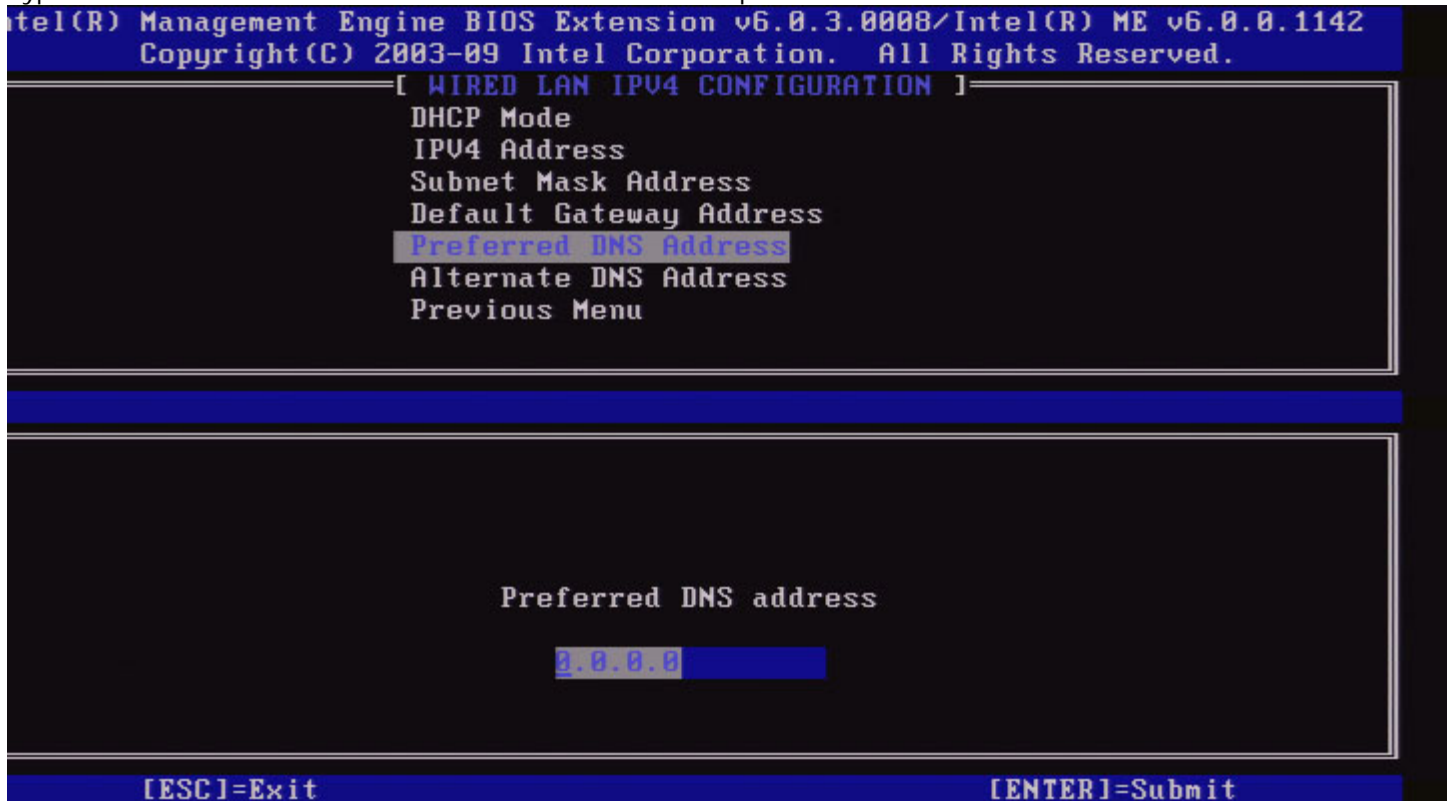 ntel(R) Management Engine BIOS Extension v6.0.3.0008/Intel(R) ME v6.0.0.1142
Copyright(C) 2003-09 Intel Corporation. All Rights Reserved.
[ WIRED LAN IPV4 CONFIGURATION ]
DHCP Mode
IPV4 Address
Subnet Mask Address
Default Gateway Address
Preferred DNS Address
Alternate DNS Address
Previous Menu
Preferred DNS address
0.0.0.0
[ESC]=Exit [ENTER]=Submit